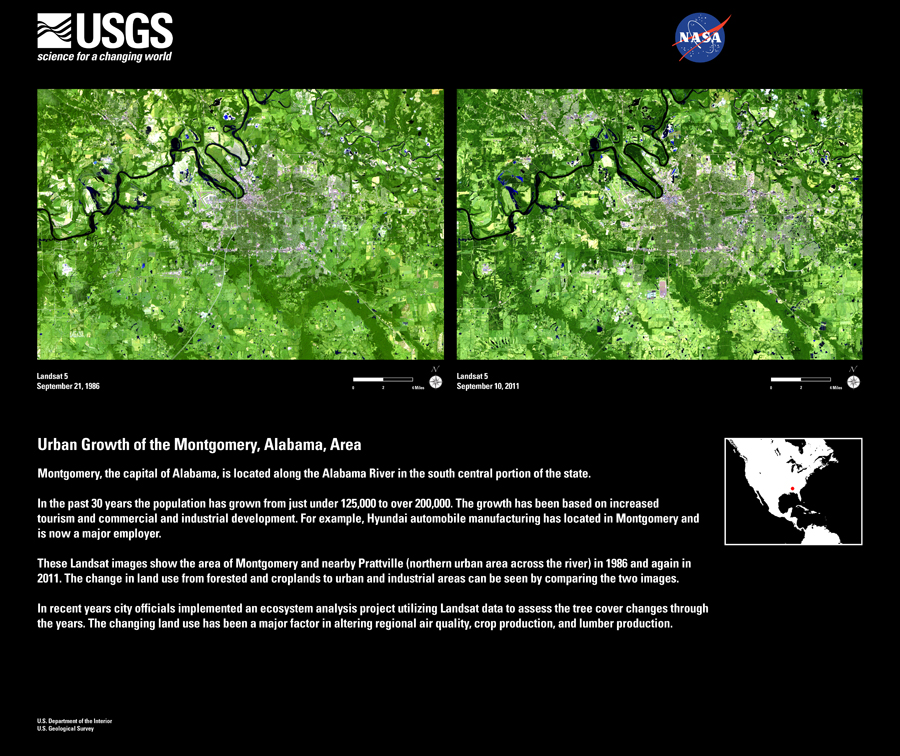 USGS
science for a changing world
NASA
Landsat 5
September 21, 1986
N
0 2 4 Miles
Landsat 5
September 10, 2011
N
0 2 4 Miles
Urban Growth of the Montgomery, Alabama, Area
Montgomery, the capital of Alabama, is located along the Alabama River in the south central portion of the state.
In the past 30 years the population has grown from just under 125,000 to over 200,000. The growth has been based on increased
tourism and commercial and industrial development. For example, Hyundai automobile manufacturing has located in Montgomery and
is now a major employer.
These Landsat images show the area of Montgomery and nearby Prattville (northern urban area across the river) in 1986 and again in
2011. The change in land use from forested and croplands to urban and industrial areas can be seen by comparing the two images.
In recent years city officials implemented an ecosystem analysis project utilizing Landsat data to assess the tree cover changes through
the years. The changing land use has been a major factor in altering regional air quality, crop production, and lumber production.
U.S. Department of the Interior
U.S. Geological Survey